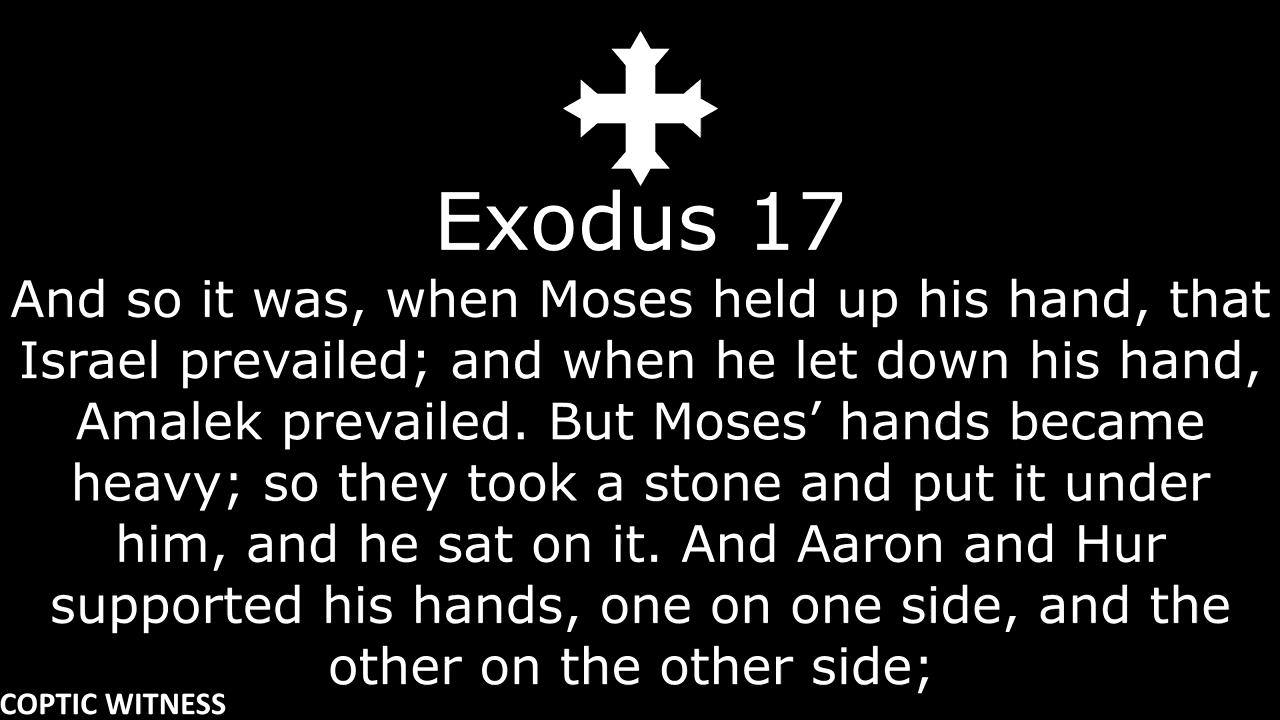 Exodus 17
And so it was, when Moses held up his hand, that
Israel prevailed; and when he let down his hand,
Amalek prevailed. But Moses’ hands became
heavy; so they took a stone and put it under
him, and he sat on it. And Aaron and Hur
supported his hands, one on one side, and the
other on the other side;
COPTIC WITNESS